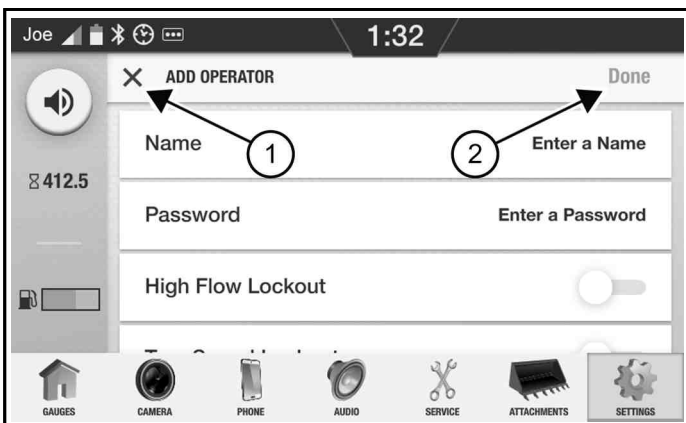 Joe 1:32
ADD OPERATOR Done
1 2
Name Enter a Name
412.5
Password Enter a Password
High Flow Lockout
GAUGES CAMERA PHONE AUDIO SERVICE ATTACHMENTS SETTINGS